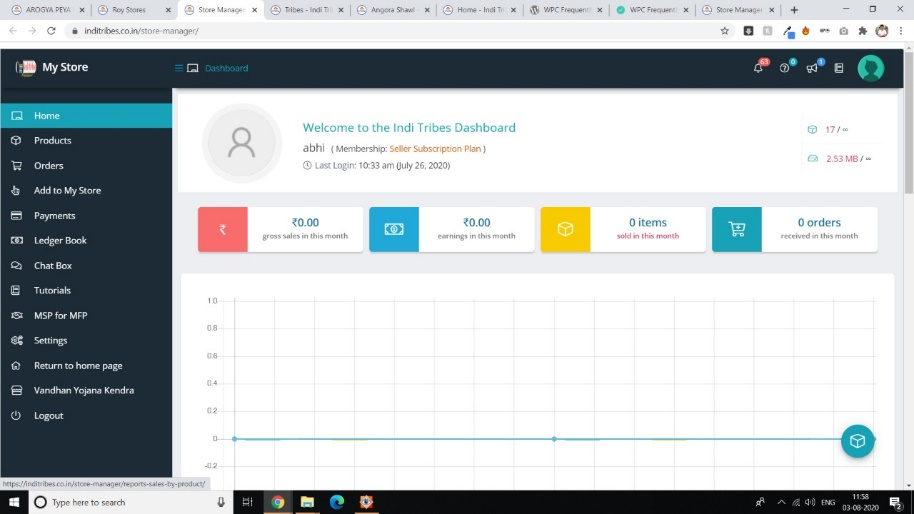 AROGYA PEYA
Roy Stores
Store Manage
Tribes - Indi Tri
Angora Shawl
Home - Indi Tri
WPC Frequent
WPC Frequent
Store Manage
inditribes.co.in/store-manager/
My Store
Dashboard
63
0
1
Home
Products
Orders
Add to My Store
Payments
Ledger Book
Chat Box
Tutorials
MSP for MFP
Settings
Return to home page
Vandhan Yojana Kendra
Logout
Welcome to the Indi Tribes Dashboard
abhi ( Membership: Seller Subscription Plan )
Last Login: 10:33 am (July 26, 2020)
17 / ∞
2.53 MB / ∞
₹
₹0.00
gross sales in this month
₹0.00
earnings in this month
0 items
sold in this month
0 orders
received in this month
1.0
0.8
0.6
0.4
0.2
0
-0.2
https://inditribes.co.in/store-manager/reports-sales-by-product/
Type here to search
ENG
11:58
03-08-2020
2